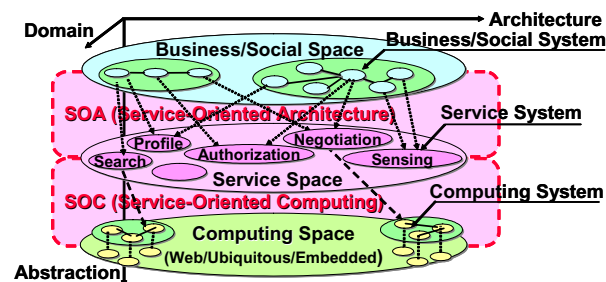 Architecture
Domain
Business/Social Space
Business/Social System
SOA (Service-Oriented Architecture)
Service System
Profile
Negotiation
Search
Authorization
Sensing
Service Space
SOC (Service-Oriented Computing)
Computing System
Computing Space
(Web/Ubiquitous/Embedded)
Abstraction